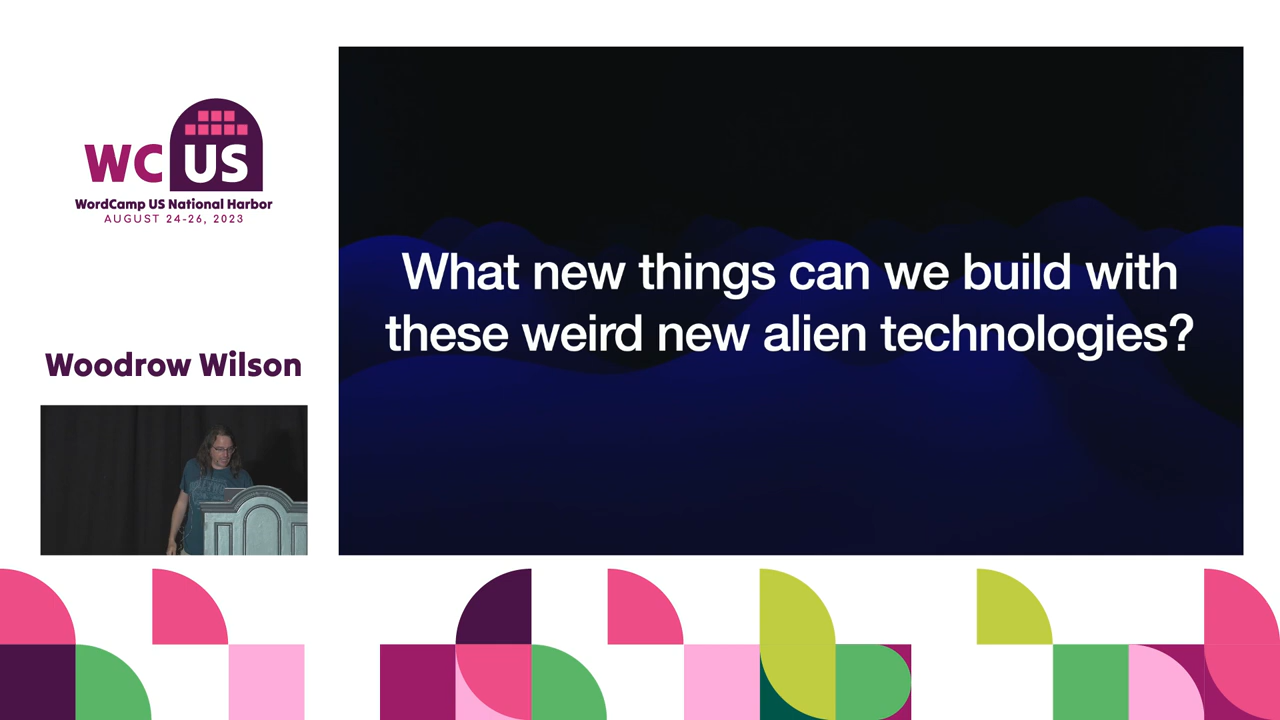 WC US
WordCamp US National Harbor
AUGUST 24-26, 2023
Woodrow Wilson
What new things can we build with
these weird new alien technologies?